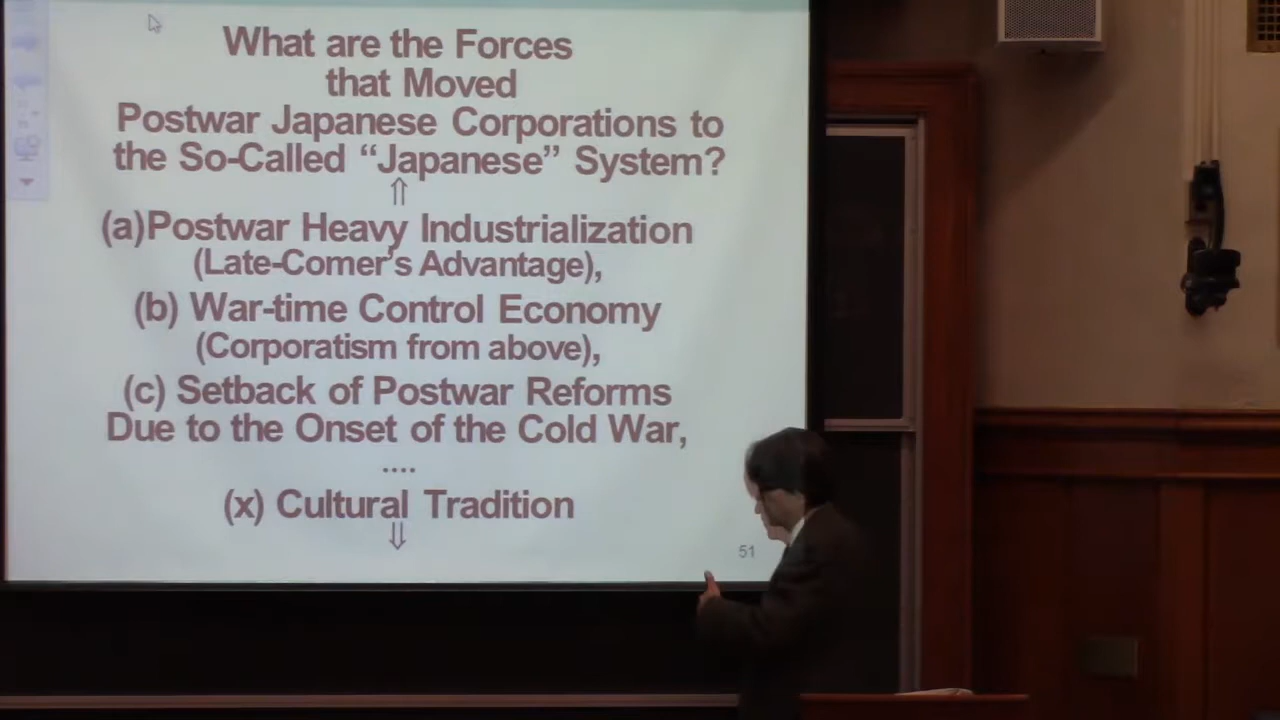 What are the Forces
that Moved
Postwar Japanese Corporations to
the So-Called “Japanese” System?
⇑
(a)Postwar Heavy Industrialization
(Late-Comer's Advantage),
(b) War-time Control Economy
(Corporatism from above),
(c) Setback of Postwar Reforms
Due to the Onset of the Cold War,
....
(x) Cultural Tradition
⇓
51